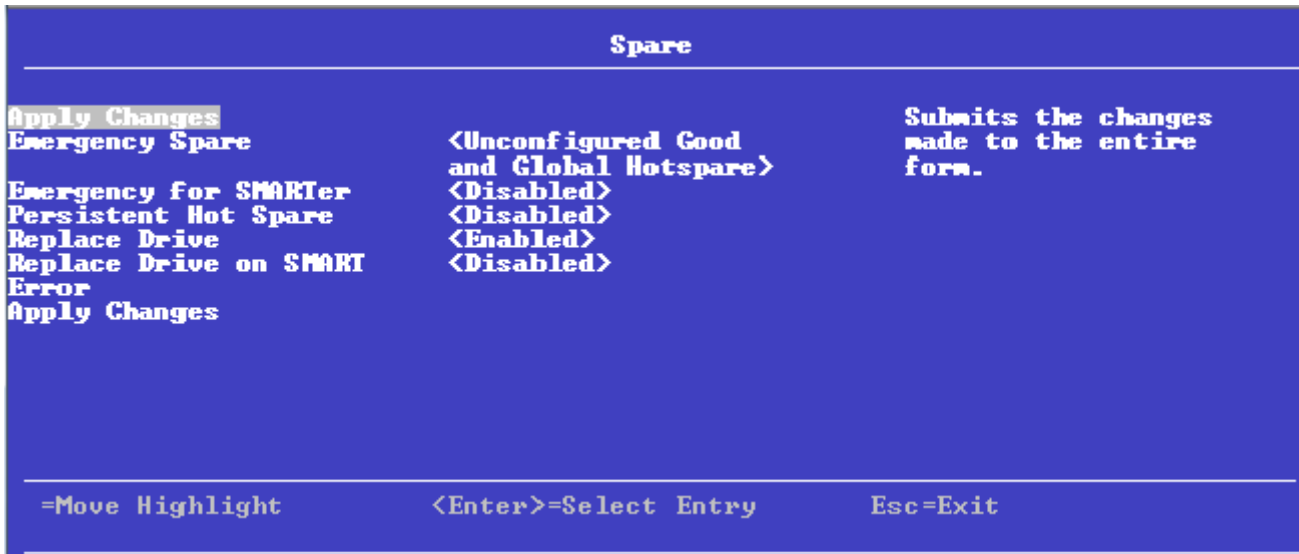 Spare
Apply Changes
Emergency Spare <Unconfigured Good
and Global Hotspare>
Emergency for SMARTer <Disabled>
Persistent Hot Spare <Disabled>
Replace Drive <Enabled>
Replace Drive on SMART <Disabled>
Error
Apply Changes
Submits the changes
made to the entire
form.
=Move Highlight <Enter>=Select Entry Esc=Exit